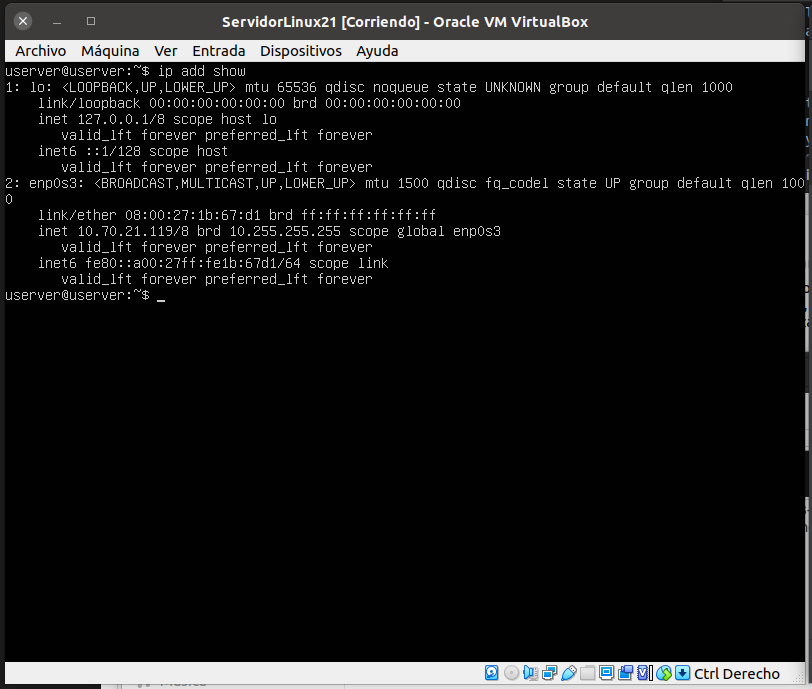 ServidorLinux21 [Corriendo] - Oracle VM VirtualBox
Archivo Máquina Ver Entrada Dispositivos Ayuda
userver@userver:~$ ip add show
1: lo: <LOOPBACK,UP,LOWER_UP> mtu 65536 qdisc noqueue state UNKNOWN group default qlen 1000
    link/loopback 00:00:00:00:00:00 brd 00:00:00:00:00:00
    inet 127.0.0.1/8 scope host lo
       valid_lft forever preferred_lft forever
    inet6 ::1/128 scope host
       valid_lft forever preferred_lft forever
2: enp0s3: <BROADCAST,MULTICAST,UP,LOWER_UP> mtu 1500 qdisc fq_codel state UP group default qlen 100
0
    link/ether 08:00:27:1b:67:d1 brd ff:ff:ff:ff:ff:ff
    inet 10.70.21.119/8 brd 10.255.255.255 scope global enp0s3
       valid_lft forever preferred_lft forever
    inet6 fe80::a00:27ff:fe1b:67d1/64 scope link
       valid_lft forever preferred_lft forever
userver@userver:~$ _
Ctrl Derecho